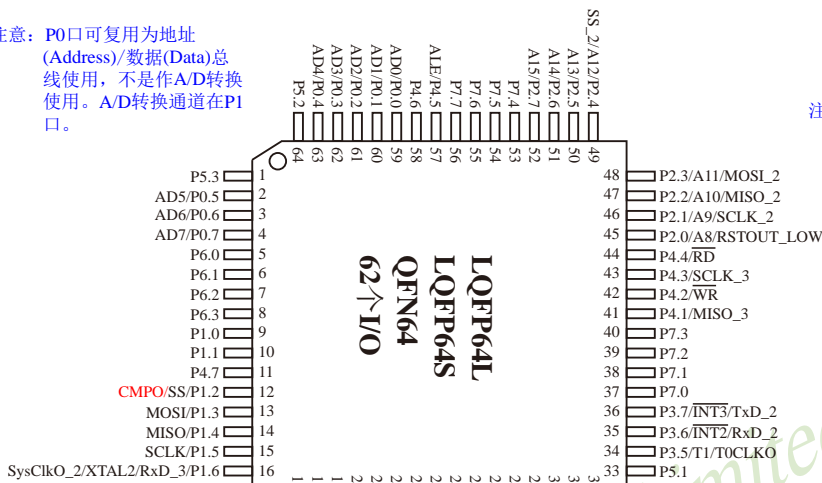 注意：P0口可复用为地址
(Address)/数据(Data)总
线使用，不是作A/D转换
使用。A/D转换通道在P1
口。
注
P5.2
AD4/P0.4
AD3/P0.3
AD2/P0.2
AD1/P0.1
AD0/P0.0
P4.6
ALE/P4.5
P7.7
P7.6
P7.5
P7.4
A15/P2.7
A14/P2.6
A13/P2.5
SS_2/A12/P2.4
64
63
62
61
60
59
58
57
56
55
54
53
52
51
50
49
P5.3 1
AD5/P0.5 2
AD6/P0.6 3
AD7/P0.7 4
P6.0 5
P6.1 6
P6.2 7
P6.3 8
P1.0 9
P1.1 10
P4.7 11
CMPO/SS/P1.2 12
MOSI/P1.3 13
MISO/P1.4 14
SCLK/P1.5 15
SysClkO_2/XTAL2/RxD_3/P1.6 16
LQFP64L
LQFP64S
QFN64
62个I/O
48 P2.3/A11/MOSI_2
47 P2.2/A10/MISO_2
46 P2.1/A9/SCLK_2
45 P2.0/A8/RSTOUT_LOW
44 P4.4/RD
43 P4.3/SCLK_3
42 P4.2/WR
41 P4.1/MISO_3
40 P7.3
39 P7.2
38 P7.1
37 P7.0
36 P3.7/INT3/TxD_2
35 P3.6/INT2/RxD_2
34 P3.5/T1/T0CLKO
33 P5.1